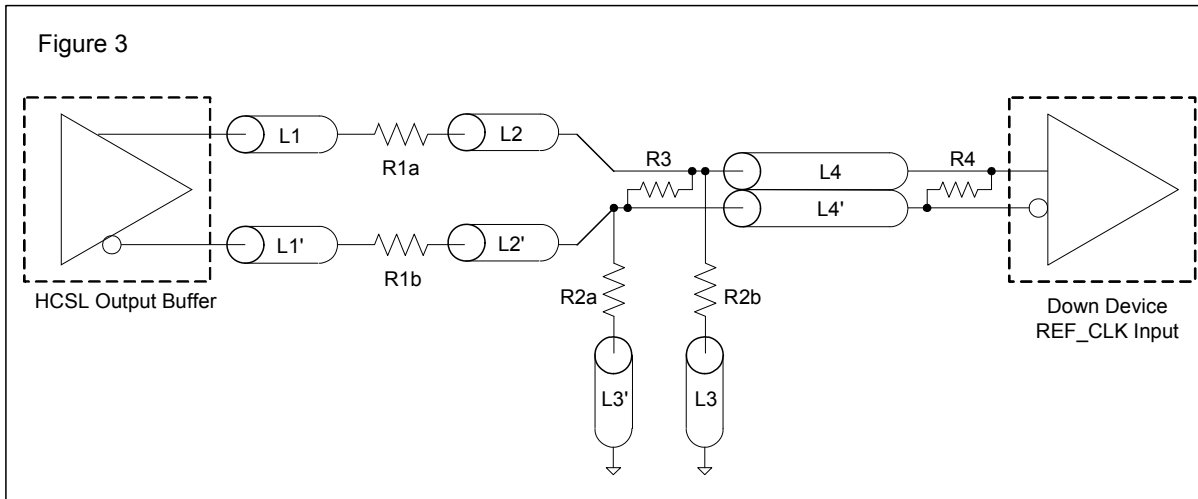 Figure 3
L1
R1a
L2
R3
L4
R4
L4'
L1'
R1b
L2'
HCSL Output Buffer
R2a
R2b
Down Device
REF_CLK Input
L3'
L3